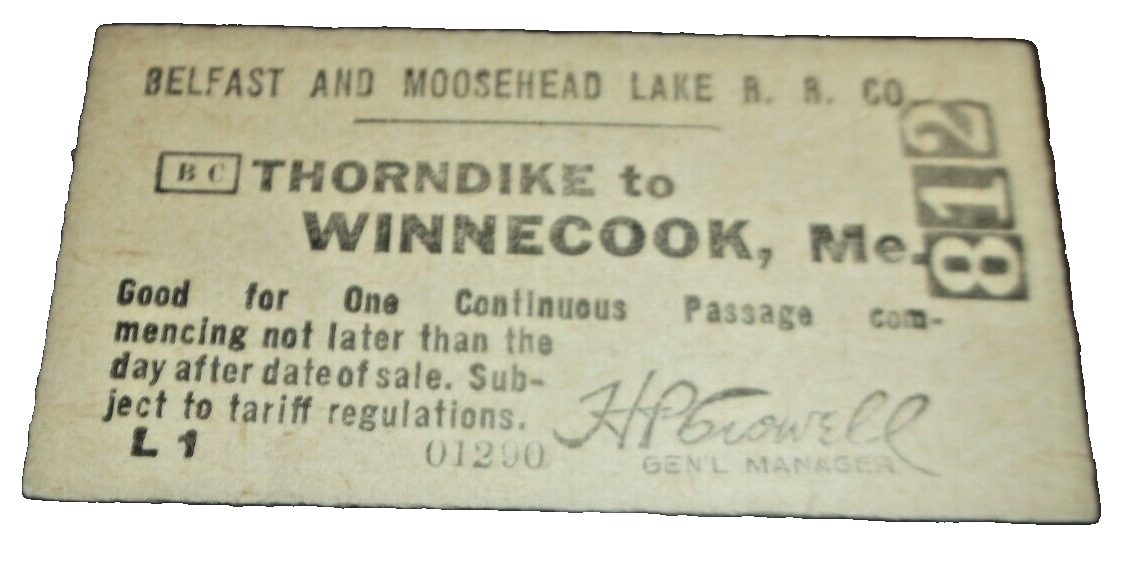 BELFAST AND MOOSEHEAD LAKE R. R. CO.
B C THORNDIKE to
WINNECOOK, Me.
812
Good for One Continuous Passage com-
mencing not later than the
day after date of sale. Sub-
ject to tariff regulations.
L 1
01290
H P Crowell
GEN'L MANAGER